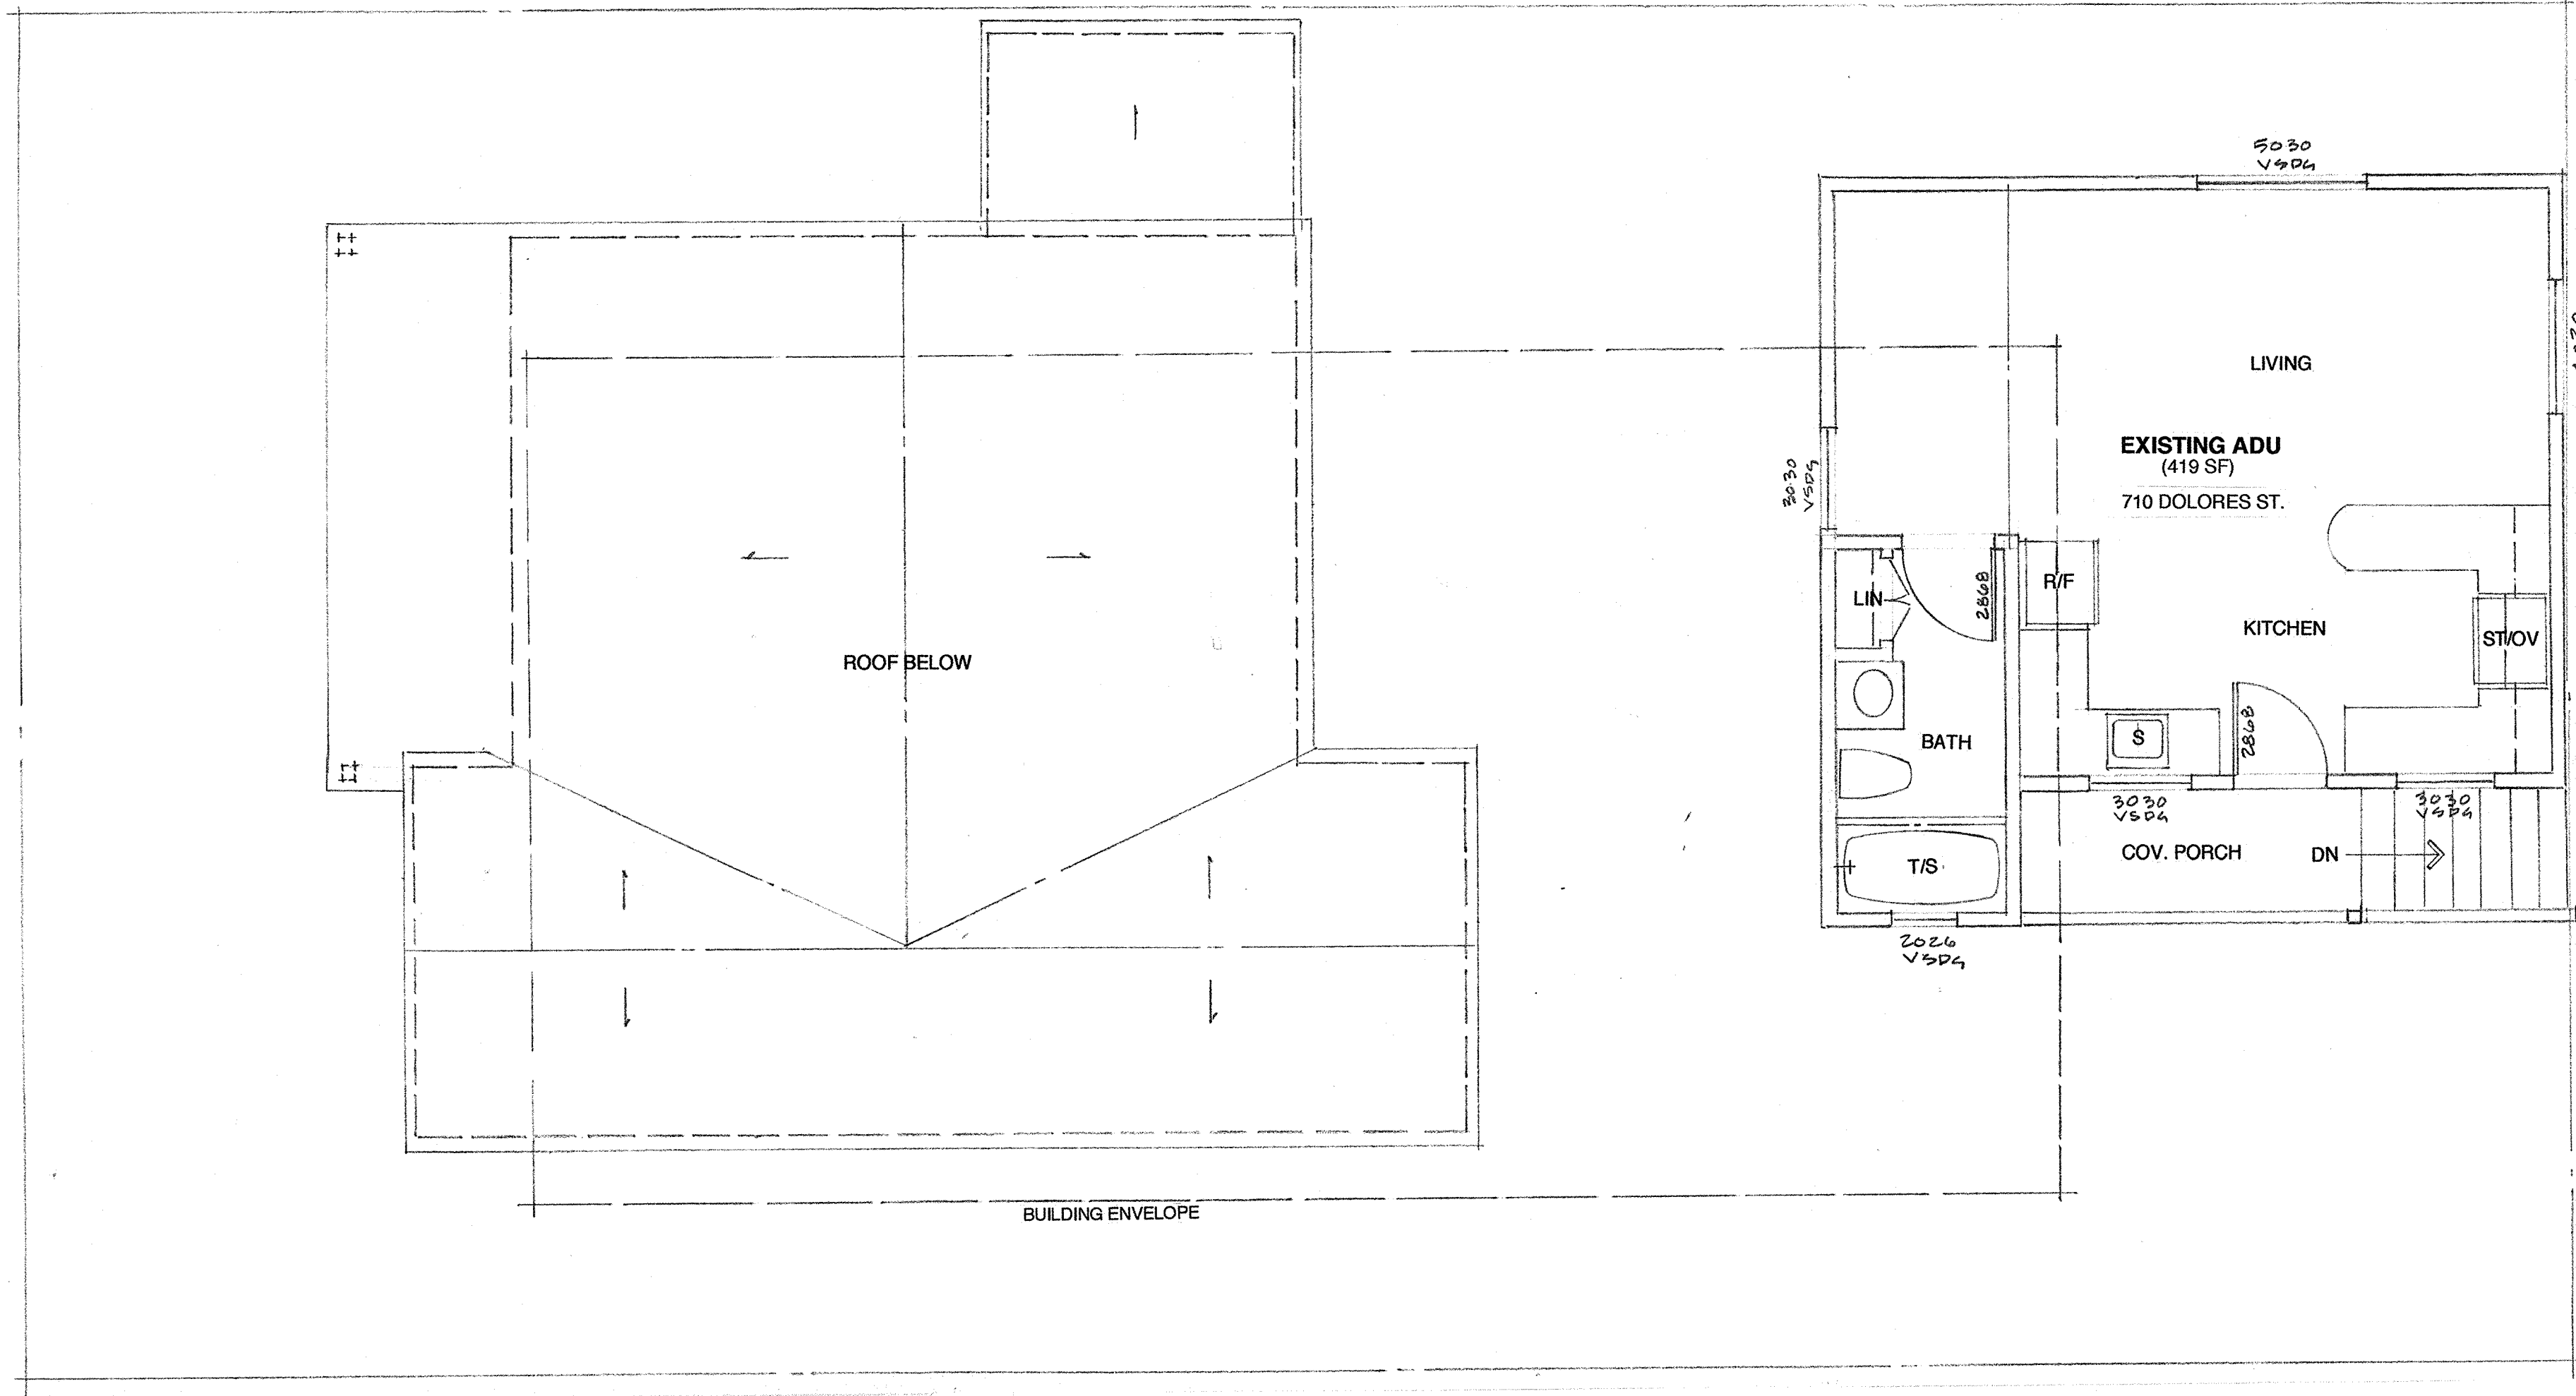 5030
VSDG
LIVING
EXISTING ADU
(419 SF)
710 DOLORES ST.
3030
VSDG
R/F
2868
LIN
KITCHEN
ST/OV
ROOF BELOW
2868
S
BATH
3030
VSDG
3030
VSDG
COV. PORCH
DN
T/S
2026
VSDG
BUILDING ENVELOPE